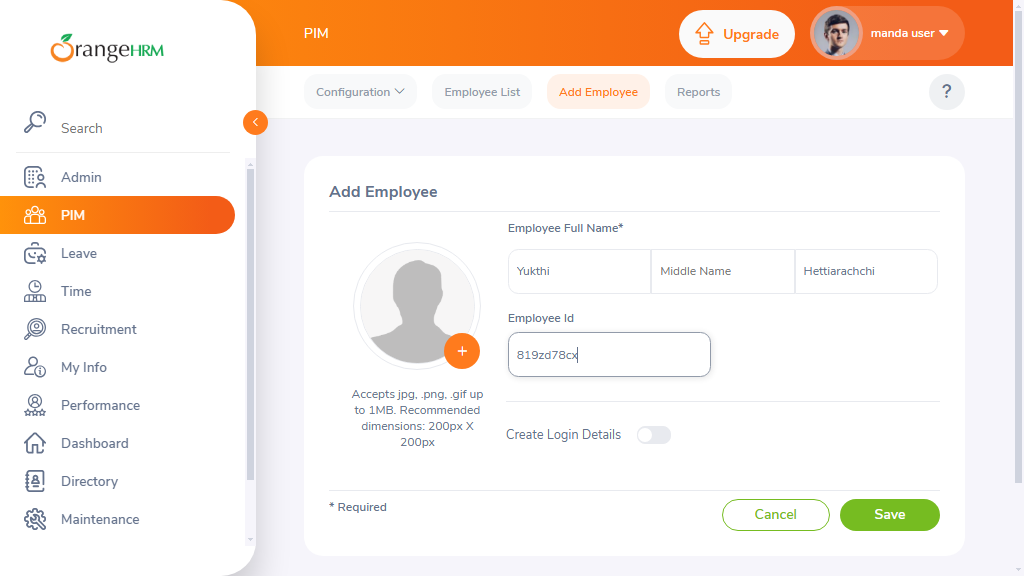 OrangeHRM
PIM
Upgrade
manda user
Configuration
Employee List
Add Employee
Reports
?
Search
Admin
PIM
Leave
Time
Recruitment
My Info
Performance
Dashboard
Directory
Maintenance
Add Employee
Employee Full Name*
Yukthi
Middle Name
Hettiarachchi
Employee Id
819zd78cx
+
Accepts jpg, .png, .gif up
to 1MB. Recommended
dimensions: 200px X
200px
Create Login Details
* Required
Cancel
Save